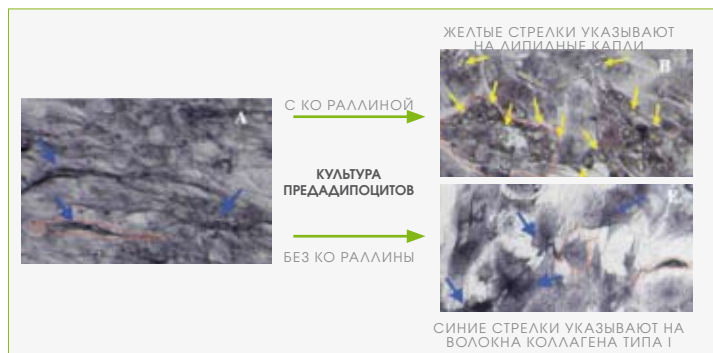 ЖЕЛТЫЕ СТРЕЛКИ УКАЗЫВАЮТ
НА ЛИПИДНЫЕ КАПЛИ
A
С КО РАЛЛИНОЙ
B
КУЛЬТУРА
ПРЕДАДИПОЦИТОВ
БЕЗ КО РАЛЛИНЫ
E
СИНИЕ СТРЕЛКИ УКАЗЫВАЮТ НА
ВОЛОКНА КОЛЛАГЕНА ТИПА I